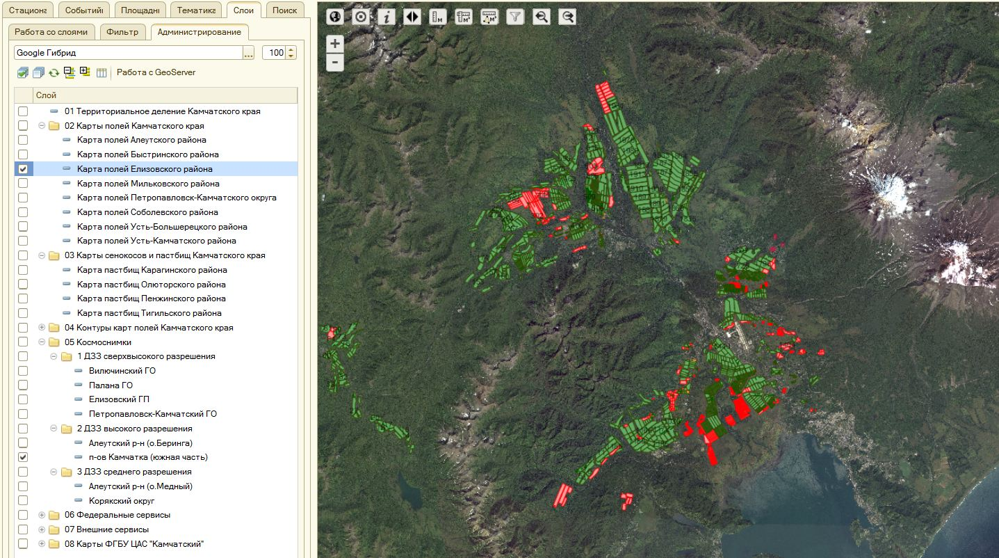 Стациона
Событий
Площадны
Тематика
Слои
Поиск
Работа со слоями
Фильтр
Администрирование
Google Гибрид
...
100
Работа с GeoServer
Слой
01 Территориальное деление Камчатского края
02 Карты полей Камчатского края
Карта полей Алеутского района
Карта полей Быстринского района
Карта полей Елизовского района
Карта полей Мильковского района
Карта полей Петропавловск-Камчатского округа
Карта полей Соболевского района
Карта полей Усть-Большерецкого района
Карта полей Усть-Камчатского района
03 Карты сенокосов и пастбищ Камчатского края
Карта пастбищ Карагинского района
Карта пастбищ Олюторского района
Карта пастбищ Пенжинского района
Карта пастбищ Тигильского района
04 Контуры карт полей Камчатского края
05 Космоснимки
1 ДЗЗ сверхвысокого разрешения
Вилючинский ГО
Палана ГО
Елизовский ГП
Петропавловск-Камчатский ГО
2 ДЗЗ высокого разрешения
Алеутский р-н (о.Беринга)
п-ов Камчатка (южная часть)
3 ДЗЗ среднего разрешения
Алеутский р-н (о.Медный)
Корякский округ
06 Федеральные сервисы
07 Внешние сервисы
08 Карты ФГБУ ЦАС "Камчатский"
i
м
м²
м²
+
-